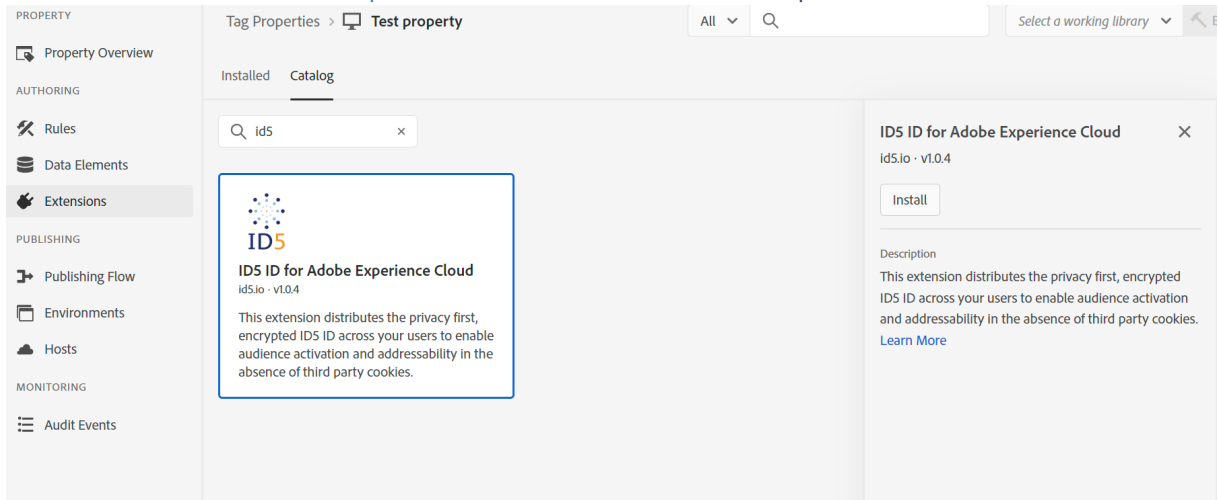 PROPERTY
Property Overview
AUTHORING
Rules
Data Elements
Extensions
PUBLISHING
Publishing Flow
Environments
Hosts
MONITORING
Audit Events
Tag Properties > Test property
All
Select a working library
Installed Catalog
id5
ID5
ID5 ID for Adobe Experience Cloud
id5.io · v1.0.4
This extension distributes the privacy first,
encrypted ID5 ID across your users to enable
audience activation and addressability in the
absence of third party cookies.
ID5 ID for Adobe Experience Cloud
id5.io · v1.0.4
Install
Description
This extension distributes the privacy first, encrypted
ID5 ID across your users to enable audience activation
and addressability in the absence of third party cookies.
Learn More